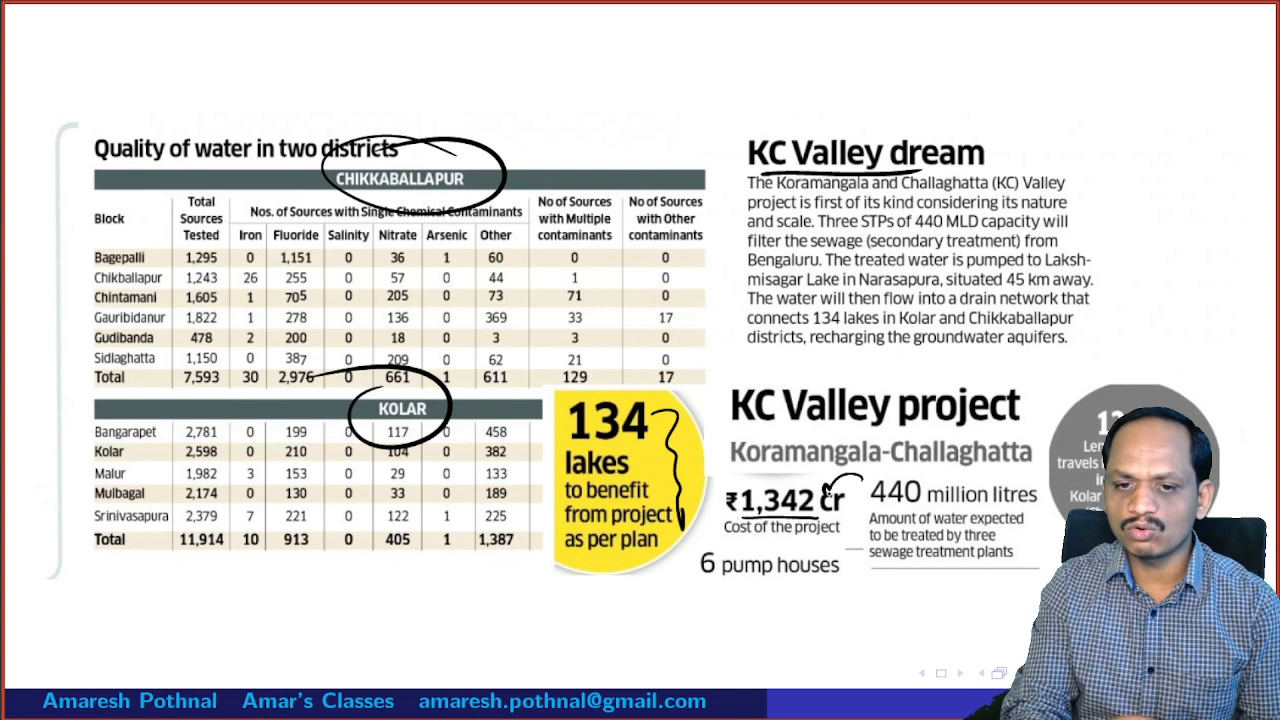 Quality of water in two districts
CHIKKABALLAPUR
Block Total Sources Tested Nos. of Sources with Single Chemisal Contaminants No of Sources with Multiple contaminants No of Sources with Other contaminants
Iron Fluoride Salinity Nitrate Arsenic Other
Bagepalli 1,295 0 1,151 0 36 1 60 0 0
Chikballapur 1,243 26 255 0 57 0 44 1 0
Chintamani 1,605 1 705 0 205 0 73 71 0
Gauribidanur 1,822 1 278 0 136 0 369 33 17
Gudibanda 478 2 200 0 18 0 3 3 0
Sidlaghatta 1,150 0 387 0 209 0 62 21 0
Total 7,593 30 2,976 0 661 1 611 129 17
KOLAR
Bangarapet 2,781 0 199 0 117 0 458
Kolar 2,598 0 210 0 104 0 382
Malur 1,982 3 153 0 29 0 133
Mulbagal 2,174 0 130 0 33 0 189
Srinivasapura 2,379 7 221 0 122 1 225
Total 11,914 10 913 0 405 1 1,387
134
lakes
to benefit
from project
as per plan
KC Valley dream
The Koramangala and Challaghatta (KC) Valley
project is first of its kind considering its nature
and scale. Three STPs of 440 MLD capacity will
filter the sewage (secondary treatment) from
Bengaluru. The treated water is pumped to Laksh-
misagar Lake in Narasapura, situated 45 km away.
The water will then flow into a drain network that
connects 134 lakes in Kolar and Chikkaballapur
districts, recharging the groundwater aquifers.
KC Valley project
Koramangala-Challaghatta
₹1,342 cr
Cost of the project
6 pump houses
440 million litres
Amount of water expected
to be treated by three
sewage treatment plants
travels
Kolar
Amaresh Pothnal Amar's Classes amaresh.pothnal@gmail.com